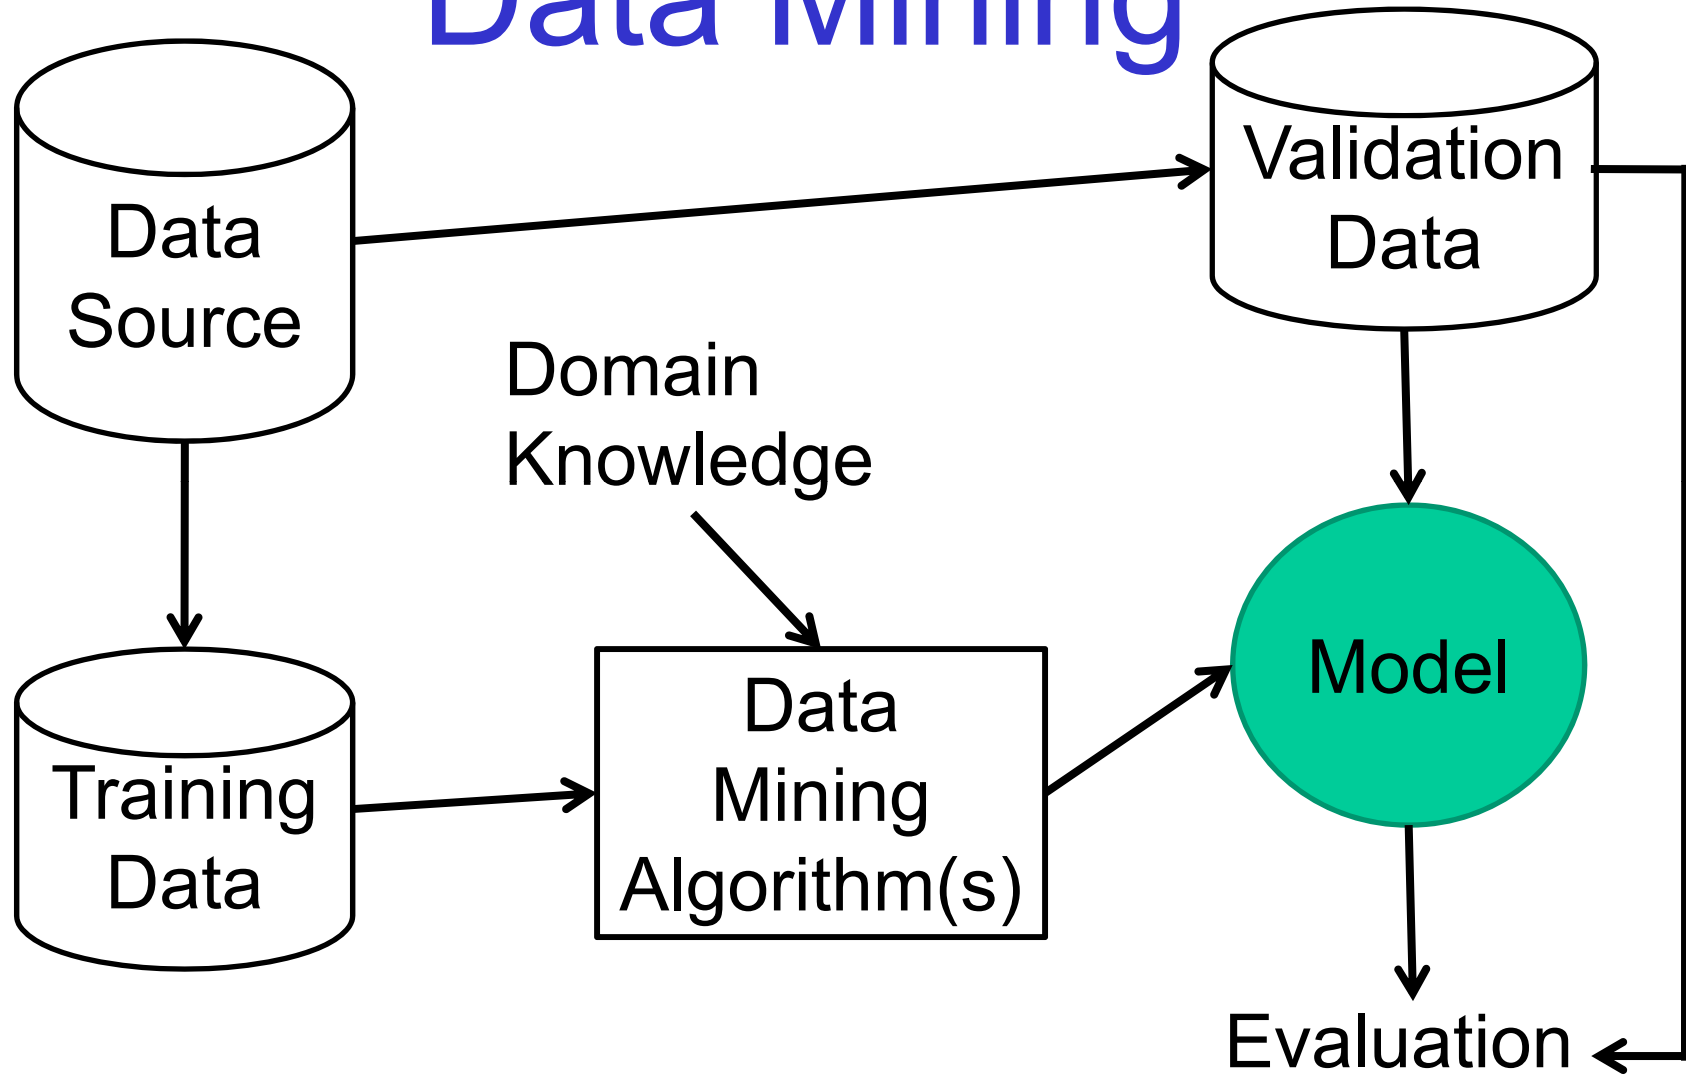 Data Mining
Data
Source
Validation
Data
Domain
Knowledge
Training
Data
Data
Mining
Algorithm(s)
Model
Evaluation